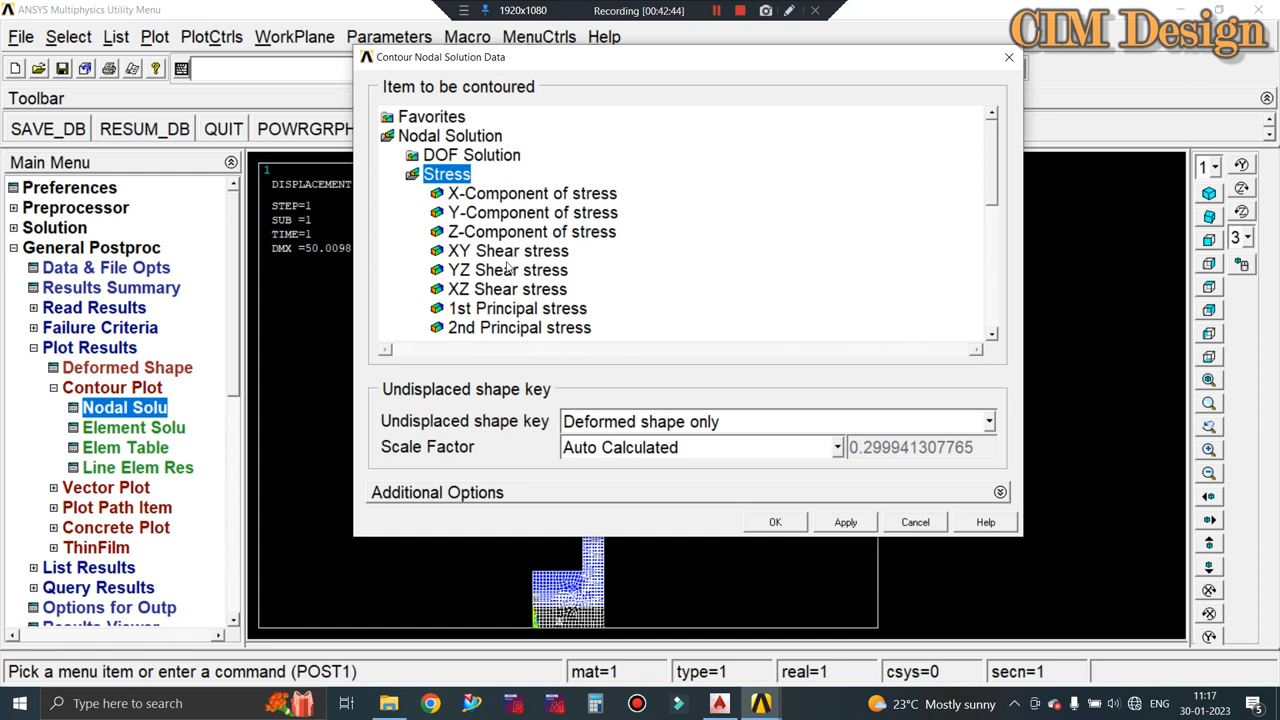 ANSYS Multiphysics Utility Menu
1920x1080
Recording [00:42:44]
CIM Design
File Select List Plot PlotCtrls WorkPlane Parameters Macro MenuCtrls Help
Contour Nodal Solution Data
Toolbar
SAVE_DB RESUM_DB QUIT POWRGRPH
Main Menu
Preferences
Preprocessor
Solution
General Postproc
Data & File Opts
Results Summary
Read Results
Failure Criteria
Plot Results
Deformed Shape
Contour Plot
Nodal Solu
Element Solu
Elem Table
Line Elem Res
Vector Plot
Plot Path Item
Concrete Plot
ThinFilm
List Results
Query Results
Options for Outp
Results Viewer
1
DISPLACEMENT
STEP=1
SUB =1
TIME=1
DMX =50.0098
Item to be contoured
Favorites
Nodal Solution
DOF Solution
Stress
X-Component of stress
Y-Component of stress
Z-Component of stress
XY Shear stress
YZ Shear stress
XZ Shear stress
1st Principal stress
2nd Principal stress
Undisplaced shape key
Undisplaced shape key Deformed shape only
Scale Factor Auto Calculated 0.299941307765
Additional Options
OK Apply Cancel Help
1
3
Pick a menu item or enter a command (POST1) mat=1 type=1 real=1 csys=0 secn=1
Type here to search
23°C Mostly sunny
ENG
11:17
30-01-2023
5